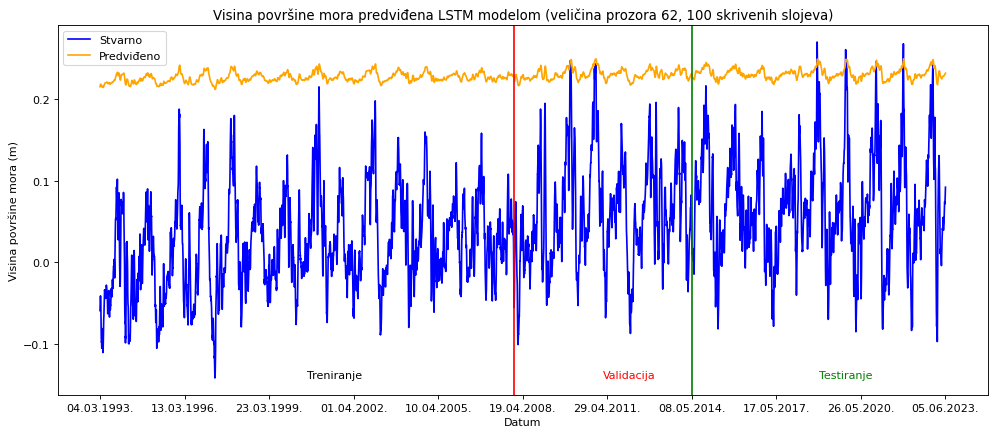 Visina površine mora predviđena LSTM modelom (veličina prozora 62, 100 skrivenih slojeva)
Stvarno
Predviđeno
Visina površine mora (m)
0.2
0.1
0.0
−0.1
Treniranje
Validacija
Testiranje
04.03.1993.
13.03.1996.
23.03.1999.
01.04.2002.
10.04.2005.
19.04.2008.
29.04.2011.
08.05.2014.
17.05.2017.
26.05.2020.
05.06.2023.
Datum